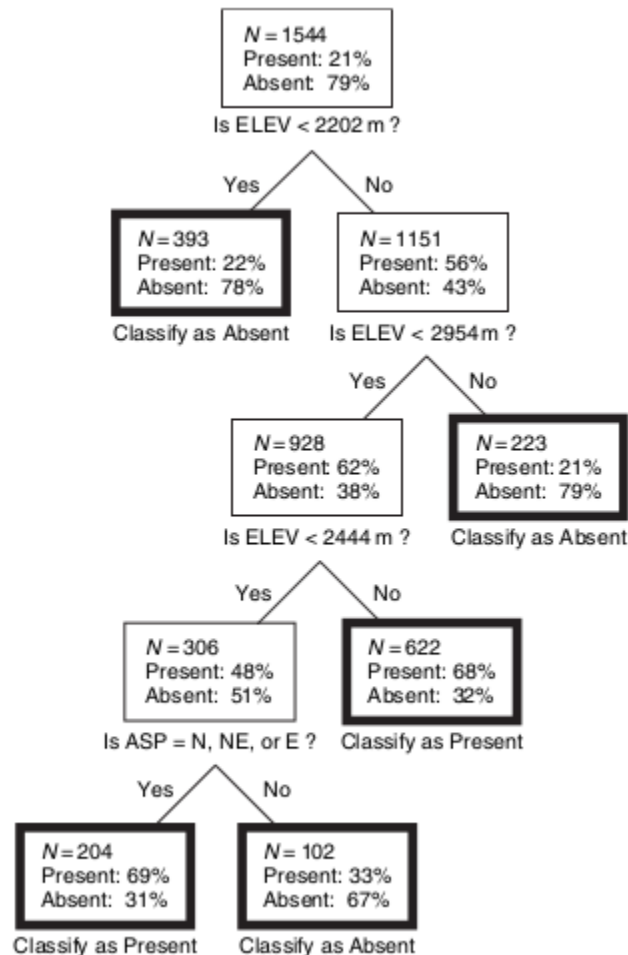 N = 1544
Present: 21%
Absent: 79%
Is ELEV < 2202 m ?
Yes
No
N = 393
Present: 22%
Absent: 78%
Classify as Absent
N = 1151
Present: 56%
Absent: 43%
Is ELEV < 2954 m ?
Yes
No
N = 928
Present: 62%
Absent: 38%
Is ELEV < 2444 m ?
N = 223
Present: 21%
Absent: 79%
Classify as Absent
Yes
No
N = 306
Present: 48%
Absent: 51%
Is ASP = N, NE, or E ?
N = 622
Present: 68%
Absent: 32%
Classify as Present
Yes
No
N = 204
Present: 69%
Absent: 31%
Classify as Present
N = 102
Present: 33%
Absent: 67%
Classify as Absent